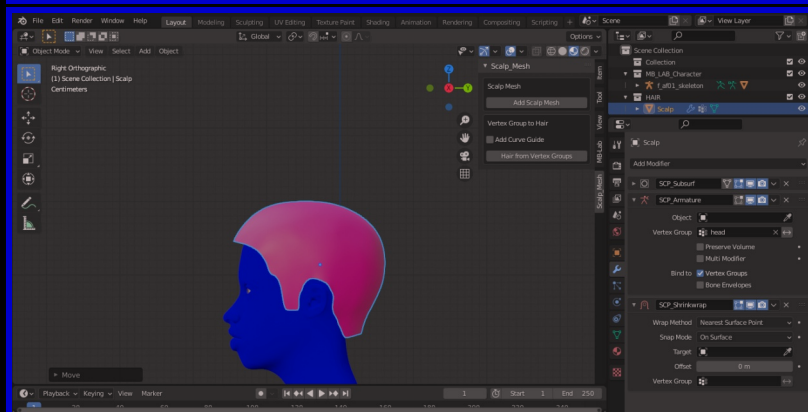 File Edit Render Window Help Layout Modeling Sculpting UV Editing Texture Paint Shading Animation Rendering Compositing Scripting + Scene View Layer
Global Options
Object Mode View Select Add Object
Right Orthographic
(1) Scene Collection | Scalp
Centimeters
Scalp_Mesh
Scalp Mesh
Add Scalp Mesh
Vertex Group to Hair
Add Curve Guide
Hair from Vertex Groups
Item
Tool
View
MB-Lab
Scalp_Mesh
Z
Y
Move
Scene Collection
Collection
MB_LAB_Character
f_af01_skeleton
HAIR
Scalp
Scalp
Add Modifier
SCP_Subsurf
SCP_Armature
Object
Vertex Group head
Preserve Volume
Multi Modifier
Bind to Vertex Groups
Bone Envelopes
SCP_Shrinkwrap
Wrap Method Nearest Surface Point
Snap Mode On Surface
Target
Offset 0 m
Vertex Group
Playback Keying View Marker 1 Start 1 End 250